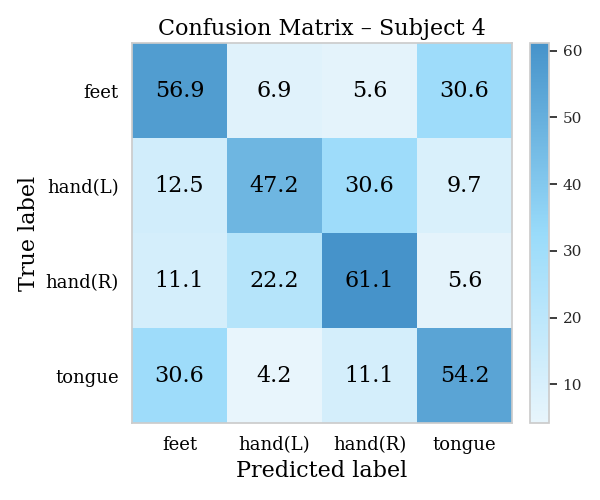 Confusion Matrix – Subject 4
feet 56.9 6.9 5.6 30.6
hand(L) 12.5 47.2 30.6 9.7
hand(R) 11.1 22.2 61.1 5.6
tongue 30.6 4.2 11.1 54.2
feet hand(L) hand(R) tongue
Predicted label
True label
60
50
40
30
20
10